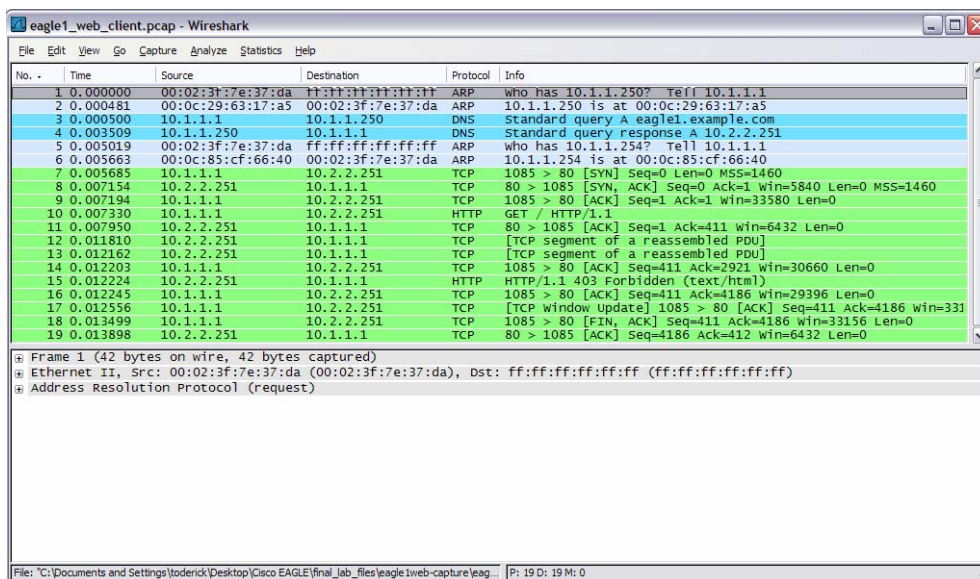 eagle1_web_client.pcap - Wireshark
File Edit View Go Capture Analyze Statistics Help
No. Time Source Destination Protocol Info
1 0.000000 00:02:3f:7e:37:da ff:ff:ff:ff:ff:ff ARP Who has 10.1.1.250? Tell 10.1.1.1
2 0.000481 00:0c:29:63:17:a5 00:02:3f:7e:37:da ARP 10.1.1.250 is at 00:0c:29:63:17:a5
3 0.000500 10.1.1.1 10.1.1.250 DNS Standard query A eagle1.example.com
4 0.003509 10.1.1.250 10.1.1.1 DNS Standard query response A 10.2.2.251
5 0.005019 00:02:3f:7e:37:da ff:ff:ff:ff:ff:ff ARP Who has 10.1.1.254? Tell 10.1.1.1
6 0.005663 00:0c:85:cf:66:40 00:02:3f:7e:37:da ARP 10.1.1.254 is at 00:0c:85:cf:66:40
7 0.005685 10.1.1.1 10.2.2.251 TCP 1085 > 80 [SYN] Seq=0 Len=0 MSS=1460
8 0.007154 10.2.2.251 10.1.1.1 TCP 80 > 1085 [SYN, ACK] Seq=0 Ack=1 Win=5840 Len=0 MSS=1460
9 0.007194 10.1.1.1 10.2.2.251 TCP 1085 > 80 [ACK] Seq=1 Ack=1 Win=33580 Len=0
10 0.007330 10.1.1.1 10.2.2.251 HTTP GET / HTTP/1.1
11 0.007950 10.2.2.251 10.1.1.1 TCP 80 > 1085 [ACK] Seq=1 Ack=411 Win=6432 Len=0
12 0.011810 10.2.2.251 10.1.1.1 TCP [TCP segment of a reassembled PDU]
13 0.012162 10.2.2.251 10.1.1.1 TCP [TCP segment of a reassembled PDU]
14 0.012203 10.1.1.1 10.2.2.251 TCP 1085 > 80 [ACK] Seq=411 Ack=2921 Win=30660 Len=0
15 0.012224 10.2.2.251 10.1.1.1 HTTP HTTP/1.1 403 Forbidden (text/html)
16 0.012245 10.1.1.1 10.2.2.251 TCP 1085 > 80 [ACK] Seq=411 Ack=4186 Win=29396 Len=0
17 0.012556 10.1.1.1 10.2.2.251 TCP [TCP Window Update] 1085 > 80 [ACK] Seq=411 Ack=4186 Win=331
18 0.013499 10.1.1.1 10.2.2.251 TCP 1085 > 80 [FIN, ACK] Seq=411 Ack=4186 Win=33156 Len=0
19 0.013898 10.2.2.251 10.1.1.1 TCP 80 > 1085 [ACK] Seq=4186 Ack=412 Win=6432 Len=0
Frame 1 (42 bytes on wire, 42 bytes captured)
Ethernet II, Src: 00:02:3f:7e:37:da (00:02:3f:7e:37:da), Dst: ff:ff:ff:ff:ff:ff (ff:ff:ff:ff:ff:ff)
Address Resolution Protocol (request)
File: "C:\Documents and Settings\toderick\Desktop\Cisco EAGLE\final_lab_files\eagle1web-capture\eag... P: 19 D: 19 M: 0